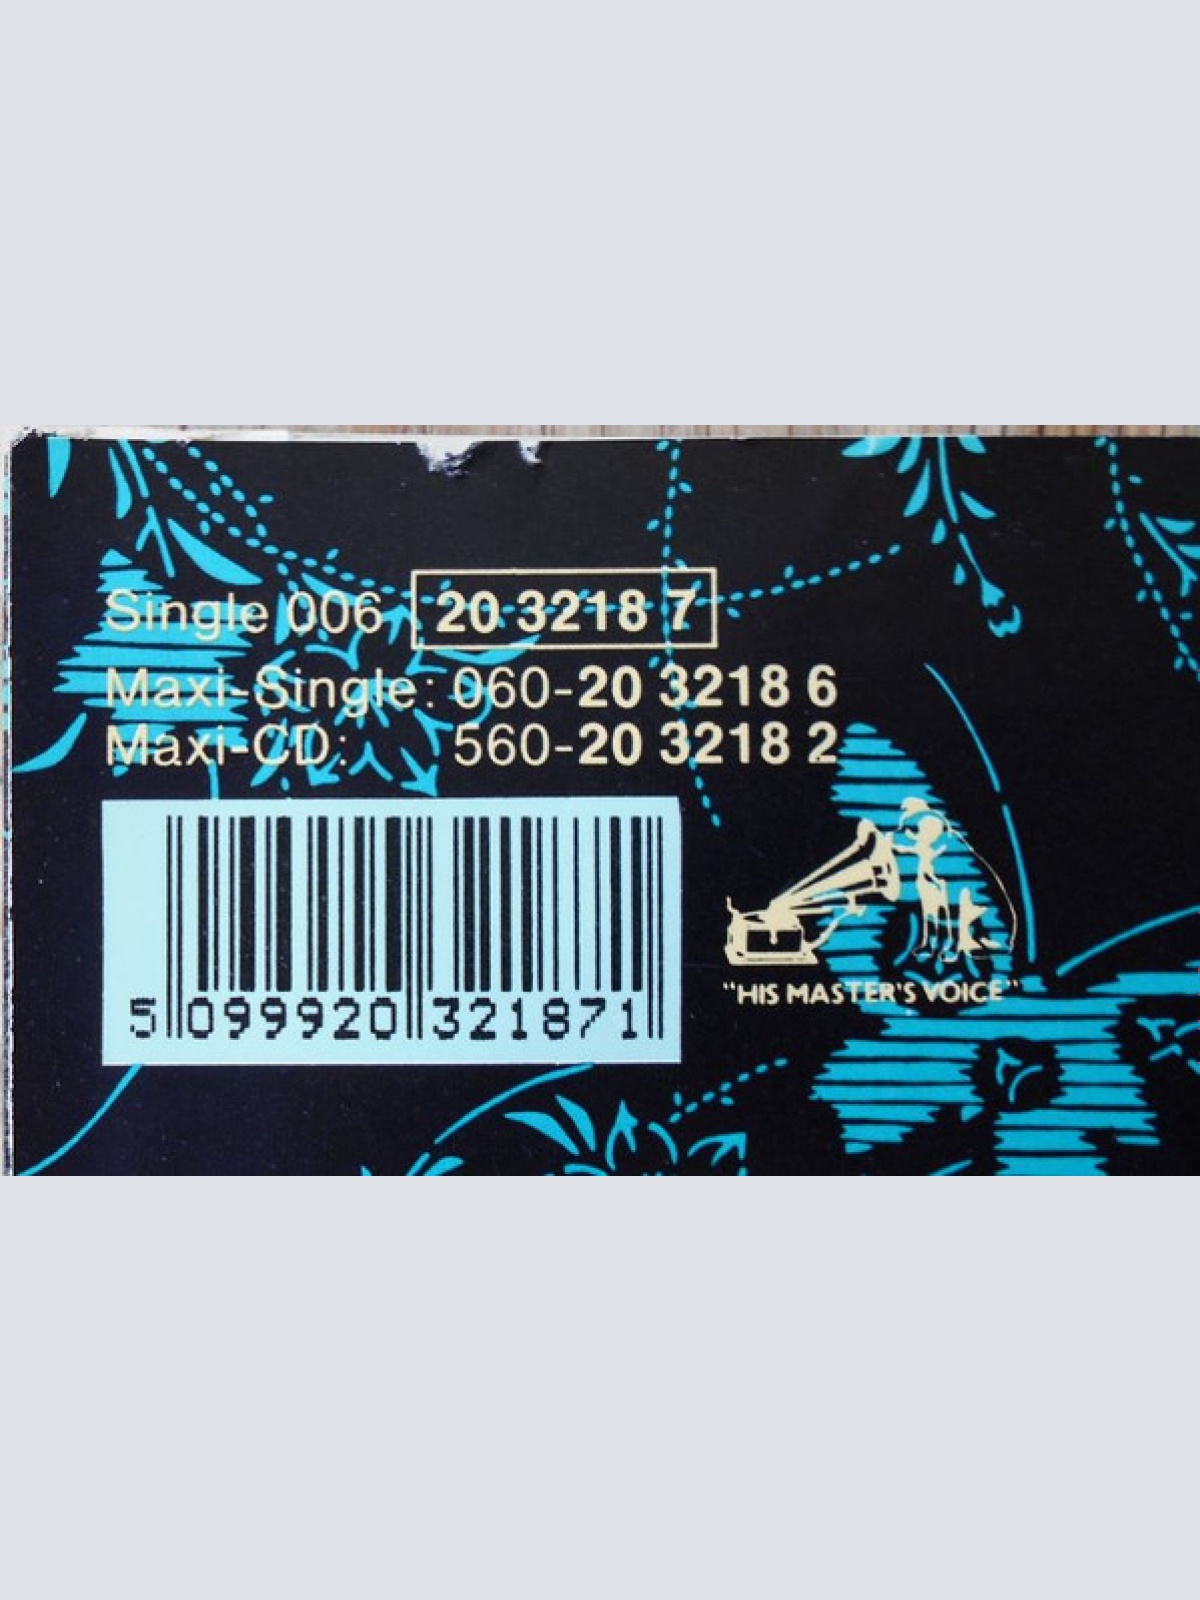 Single 006 20 3218 7
Maxi-Single: 060-20 3218 6
Maxi-CD: 560-20 3218 2
5 099920 321871
"HIS MASTER'S VOICE"